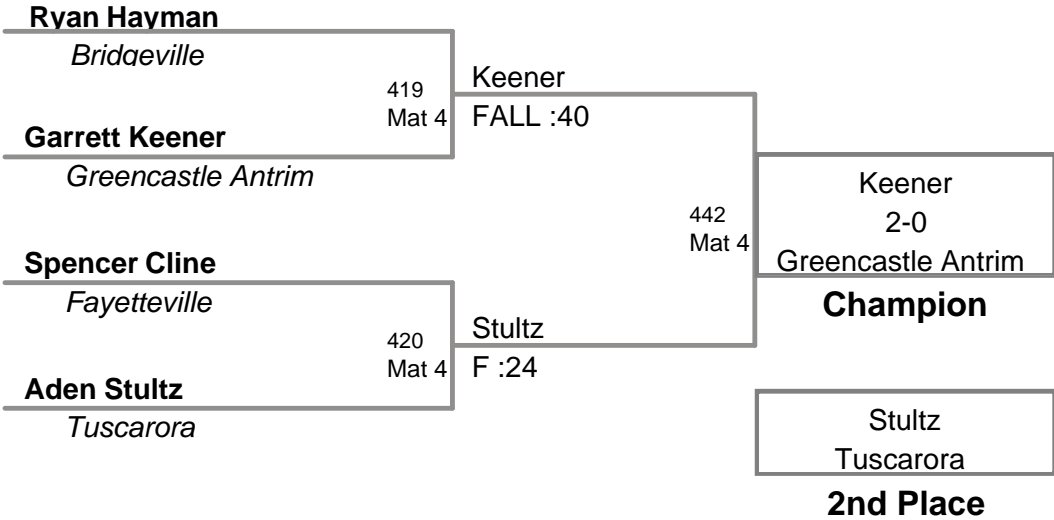 Ryan Hayman
Bridgeville
419
Mat 4
Keener
FALL :40
Garrett Keener
Greencastle Antrim
442
Mat 4
Keener
2-0
Greencastle Antrim
Champion
Spencer Cline
Fayetteville
420
Mat 4
Stultz
F :24
Aden Stultz
Tuscarora
Stultz
Tuscarora
2nd Place